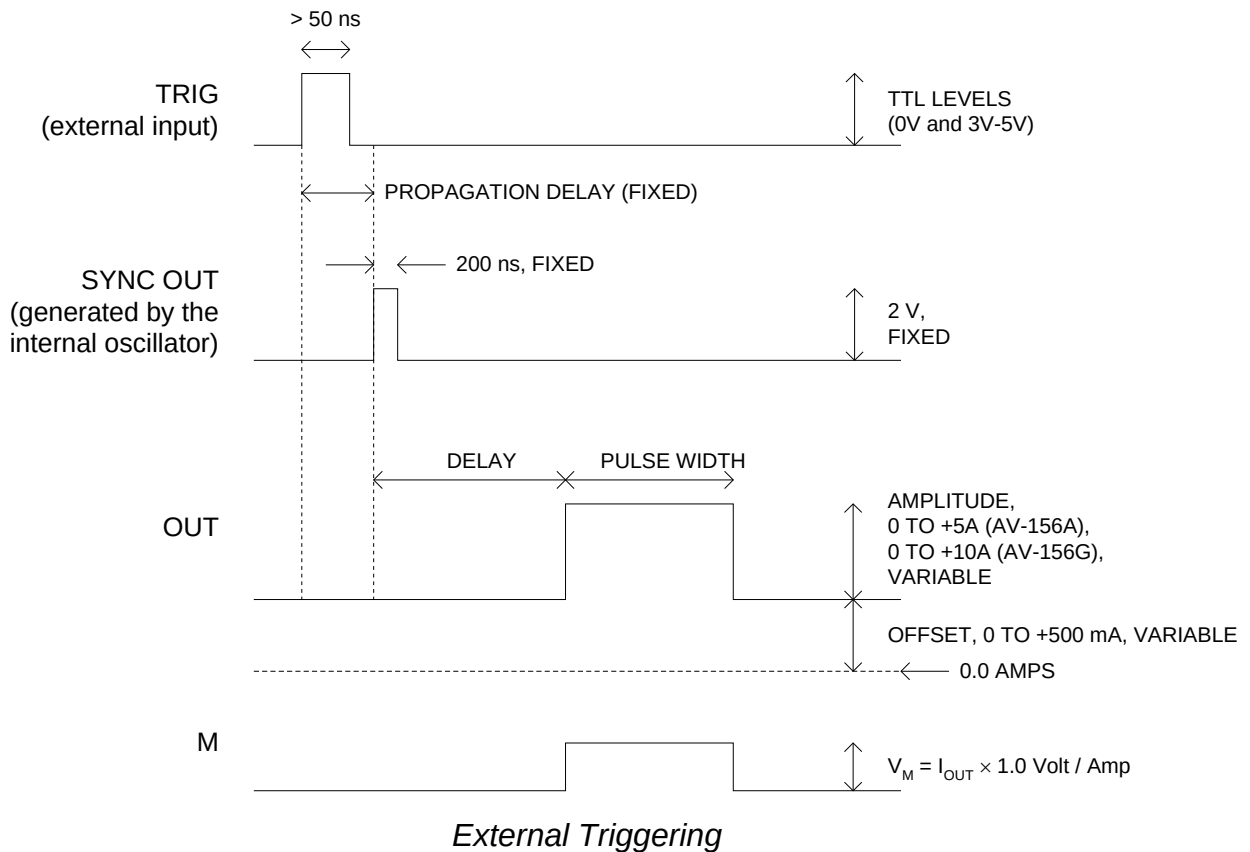 > 50 ns
TRIG
(external input)
TTL LEVELS
(0V and 3V-5V)
PROPAGATION DELAY (FIXED)
200 ns, FIXED
SYNC OUT
(generated by the
internal oscillator)
2 V,
FIXED
DELAY
PULSE WIDTH
OUT
AMPLITUDE,
0 TO +5A (AV-156A),
0 TO +10A (AV-156G),
VARIABLE
OFFSET, 0 TO +500 mA, VARIABLE
0.0 AMPS
M
V_M = I_OUT × 1.0 Volt / Amp
External Triggering